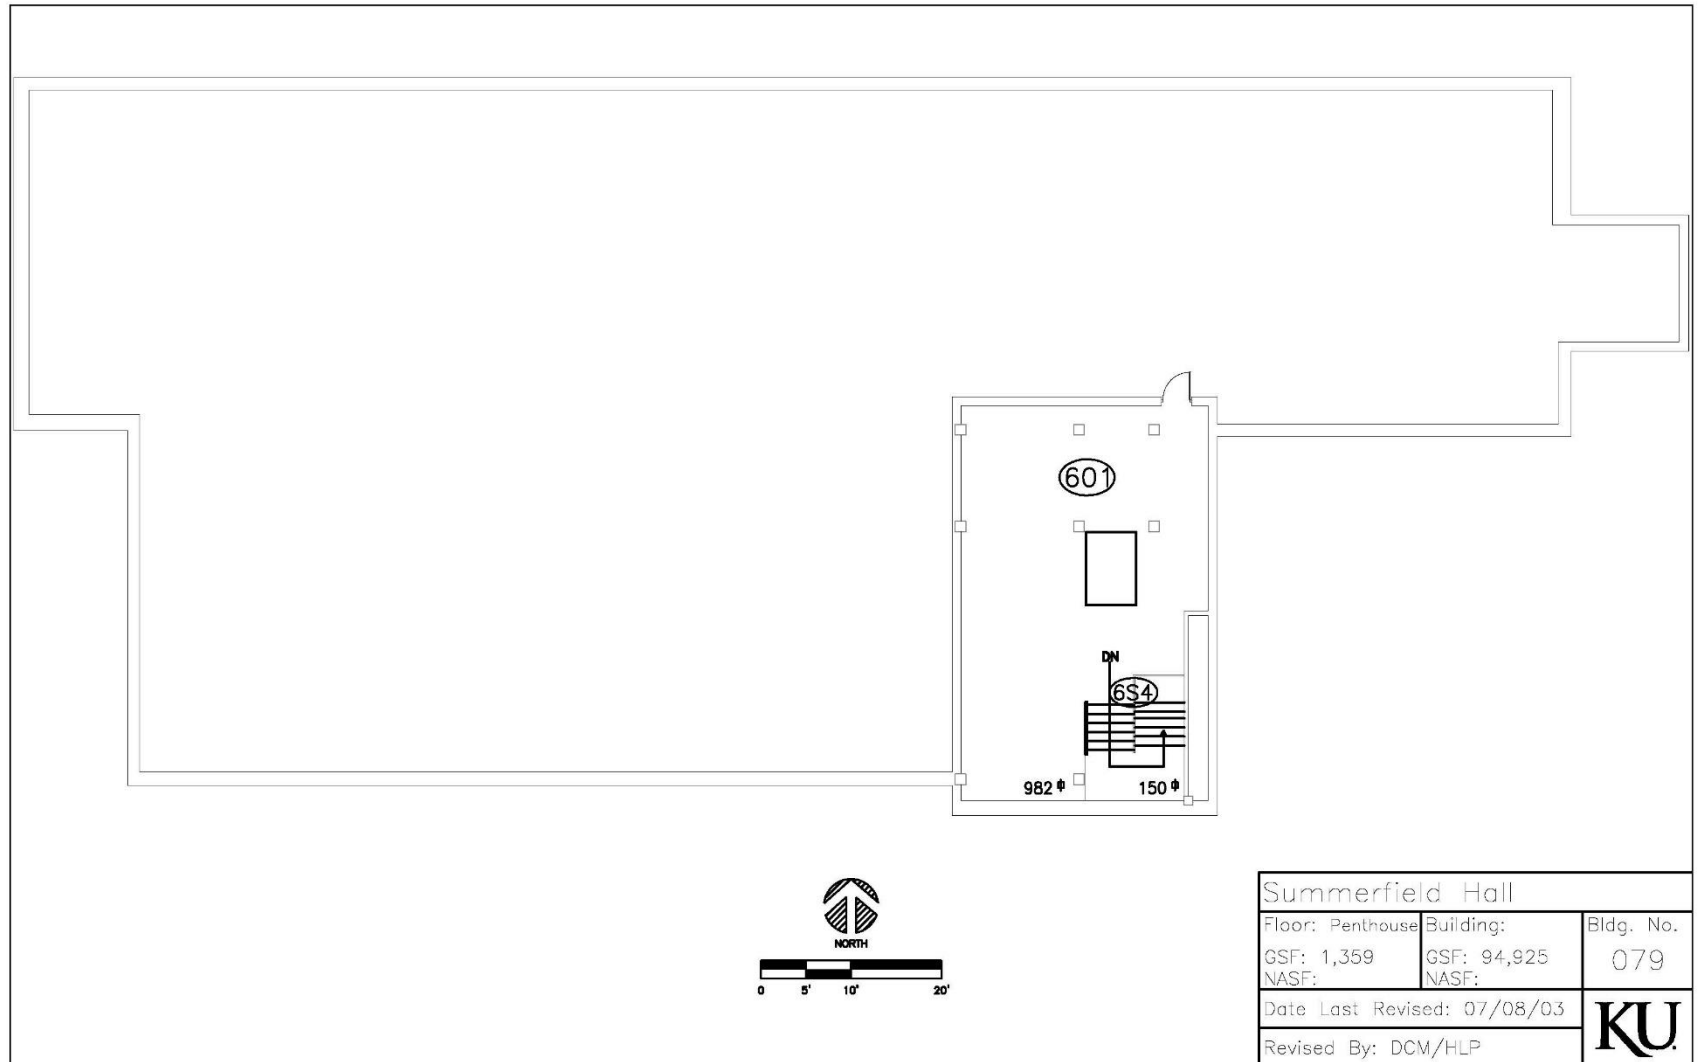 601
DN
6S4
982
150
NORTH
0 5' 10' 20'
Summerfield Hall
Floor: Penthouse
GSF: 1,359
NASF:
Building:
GSF: 94,925
NASF:
Bldg. No.
079
Date Last Revised: 07/08/03
Revised By: DCM/HLP
KU